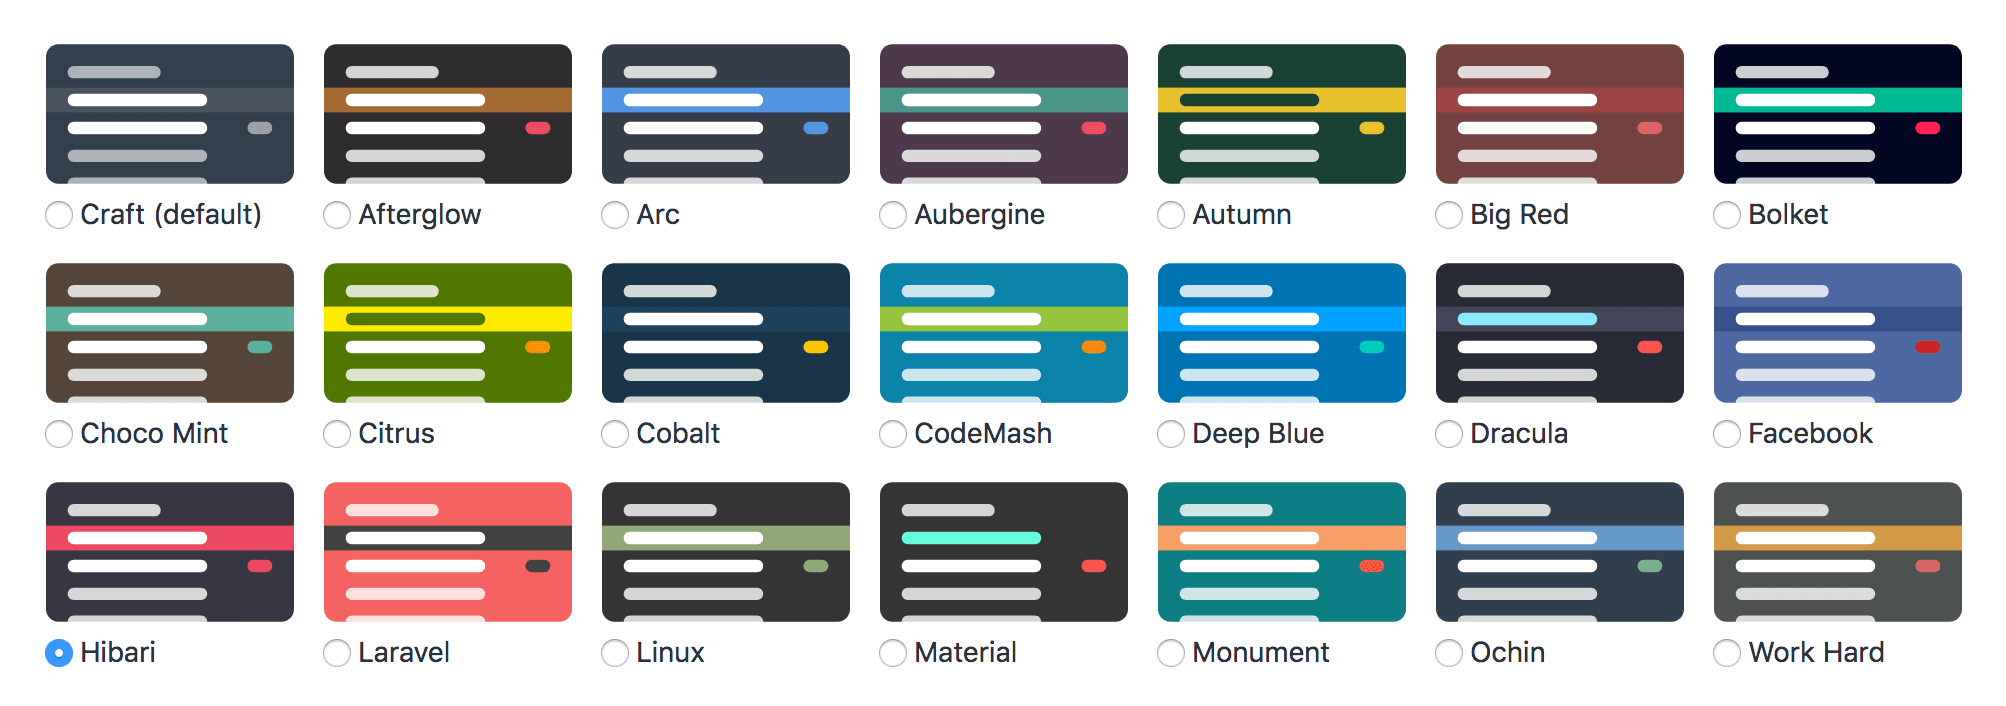 Craft (default) Afterglow Arc Aubergine Autumn Big Red Bolket
Choco Mint Citrus Cobalt CodeMash Deep Blue Dracula Facebook
Hibari Laravel Linux Material Monument Ochin Work Hard